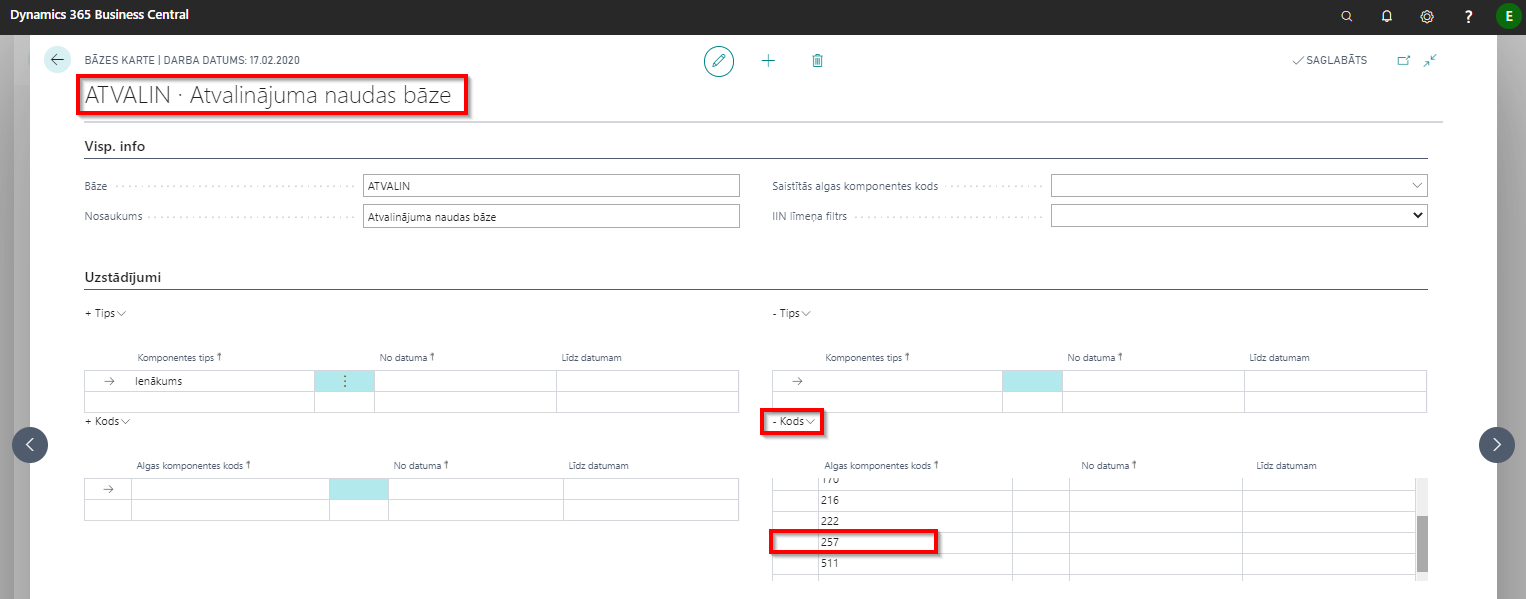 Dynamics 365 Business Central
E
BĀZES KARTE | DARBA DATUMS: 17.02.2020
SAGLABĀTS
ATVALIN · Atvalinājuma naudas bāze
Visp. info
Bāze
ATVALIN
Saistītās algas komponentes kods
Nosaukums
Atvalinājuma naudas bāze
IIN līmeņa filtrs
Uzstādījumi
+ Tips
- Tips
Komponentes tips ↑ No datuma ↑ Līdz datumam
Komponentes tips ↑ No datuma ↑ Līdz datumam
Ienākums
+ Kods
- Kods
Algas komponentes kods ↑ No datuma ↑ Līdz datumam
Algas komponentes kods ↑ No datuma ↑ Līdz datumam
170
216
222
257
511